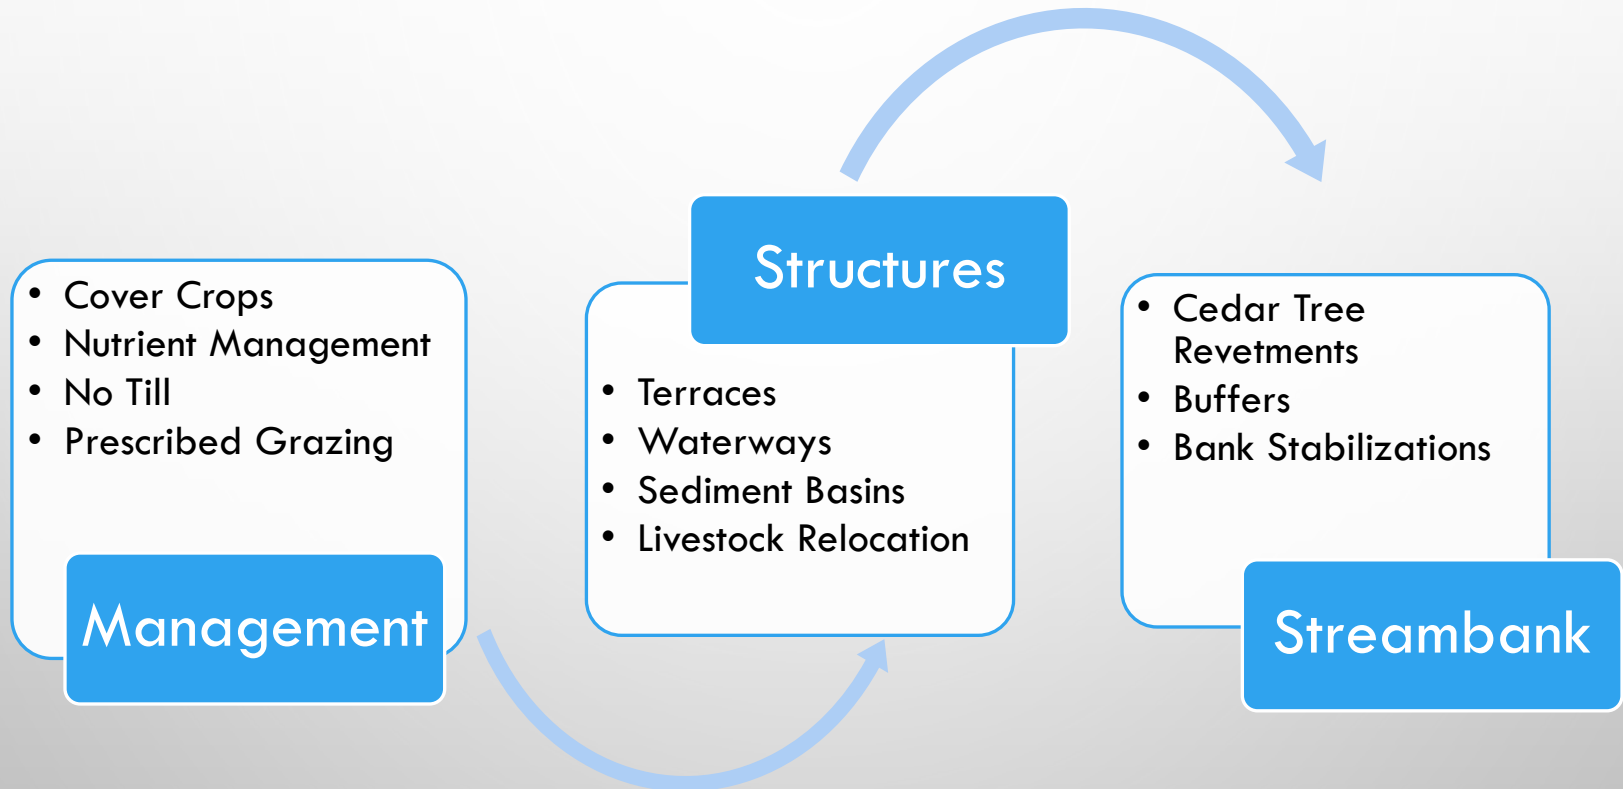 • Cover Crops
• Nutrient Management
• No Till
• Prescribed Grazing
Management
Structures
• Terraces
• Waterways
• Sediment Basins
• Livestock Relocation
• Cedar Tree
Revetments
• Buffers
• Bank Stabilizations
Streambank